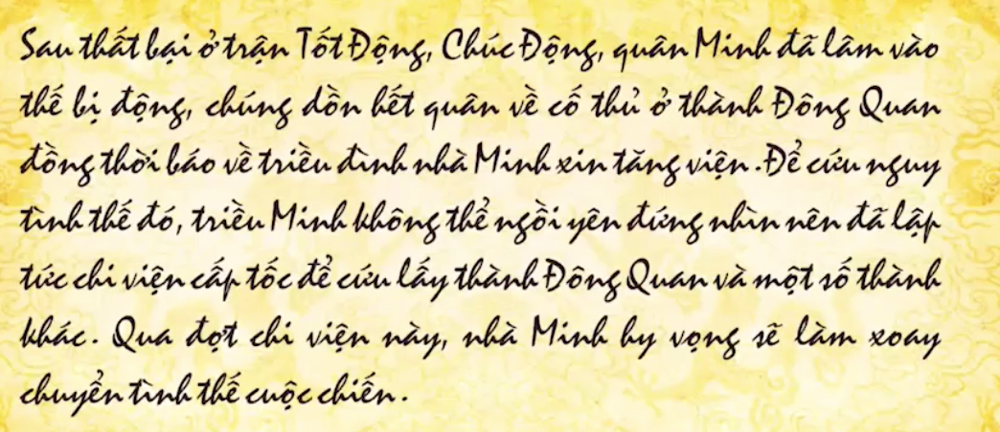 Sau thất bại ở trận Tốt Động, Chúc Động, quân Minh đã lâm vào
thế bị động, chúng dồn hết quân về cố thủ ở thành Đông Quan
đồng thời báo về triều đình nhà Minh xin tăng viện. Để cứu nguy
tình thế đó, triều Minh không thể ngồi yên đứng nhìn nên đã lập
tức chi viện cấp tốc để cứu lấy thành Đông Quan và một số thành
khác. Qua đợt chi viện này, nhà Minh hy vọng sẽ làm xoay
chuyển tình thế cuộc chiến.